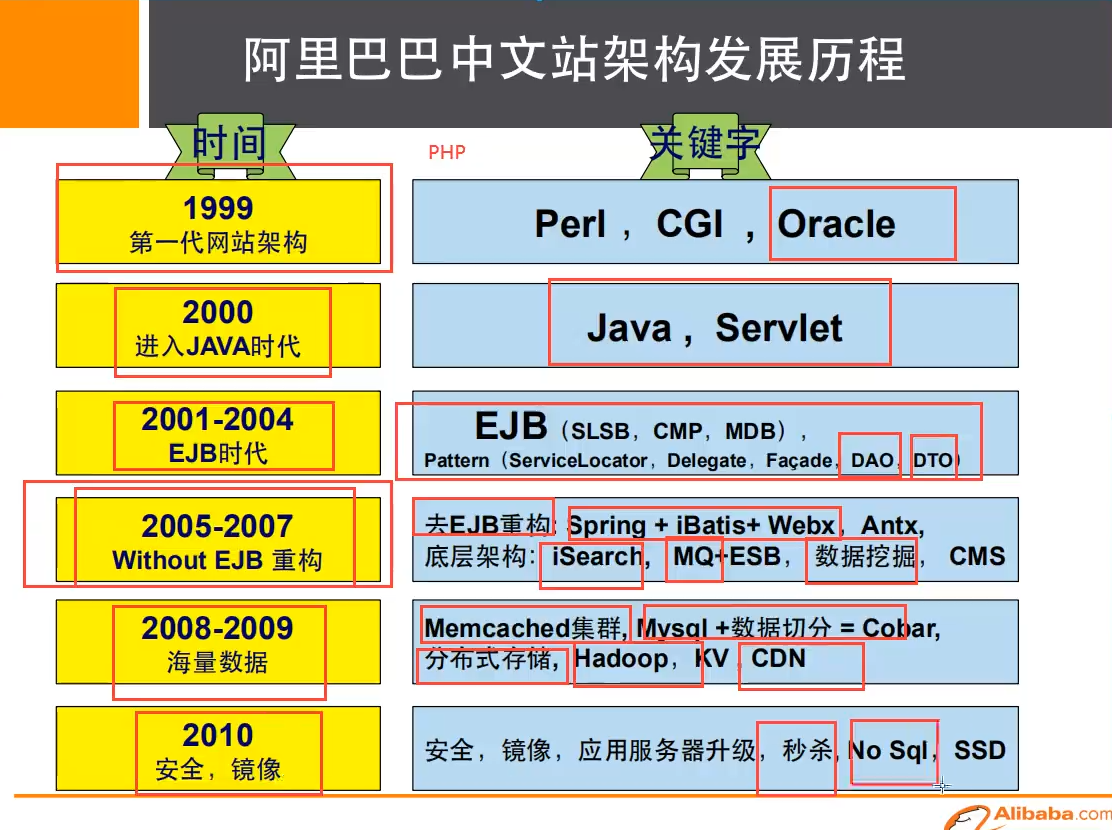 阿里巴巴中文站架构发展历程
时间
PHP
关键字
1999
第一代网站架构
Perl ，CGI ，Oracle
2000
进入JAVA时代
Java ，Servlet
2001-2004
EJB时代
EJB（SLSB，CMP，MDB），
Pattern（ServiceLocator，Delegate，Façade，DAO，DTO）
2005-2007
Without EJB 重构
去EJB重构: Spring + iBatis+ Webx，Antx,
底层架构: iSearch, MQ+ESB，数据挖掘，CMS
2008-2009
海量数据
Memcached集群, Mysql +数据切分 = Cobar,
分布式存储, Hadoop，KV ，CDN
2010
安全，镜像
安全，镜像，应用服务器升级，秒杀, No Sql，SSD
Alibaba.com